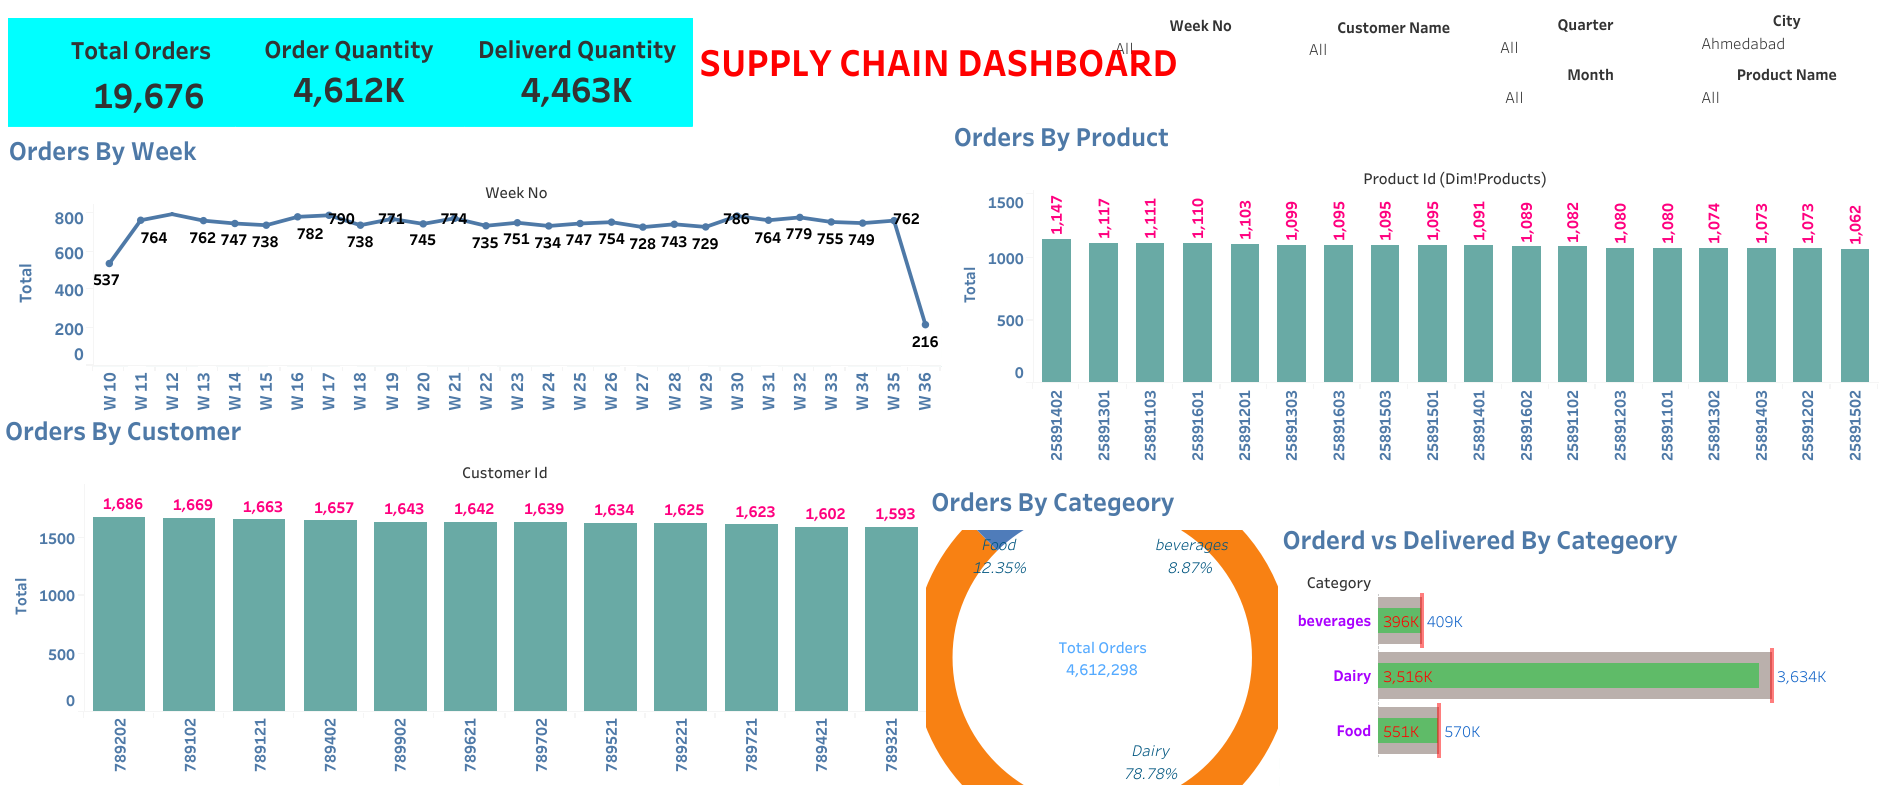 Total Orders
19,676
Order Quantity
4,612K
Deliverd Quantity
4,463K
SUPPLY CHAIN DASHBOARD
Week No
All
Customer Name
All
Quarter
All
City
Ahmedabad
Month
All
Product Name
All
Orders By Week
Week No
Total
800
600
400
200
0
537
764
762
747
738
782
790
738
771
745
774
735
751
734
747
754
728
743
729
786
764
779
755
749
762
216
W 10
W 11
W 12
W 13
W 14
W 15
W 16
W 17
W 18
W 19
W 20
W 21
W 22
W 23
W 24
W 25
W 26
W 27
W 28
W 29
W 30
W 31
W 32
W 33
W 34
W 35
W 36
Orders By Product
Product Id (Dim!Products)
Total
1500
1000
500
0
1,147
1,117
1,111
1,110
1,103
1,099
1,095
1,095
1,095
1,091
1,089
1,082
1,080
1,080
1,074
1,073
1,073
1,062
25891402
25891301
25891103
25891601
25891201
25891303
25891603
25891503
25891501
25891401
25891602
25891102
25891203
25891101
25891302
25891403
25891202
25891502
Orders By Customer
Customer Id
Total
1500
1000
500
0
1,686
1,669
1,663
1,657
1,643
1,642
1,639
1,634
1,625
1,623
1,602
1,593
789202
789102
789121
789402
789902
789621
789702
789521
789221
789721
789421
789321
Orders By Categeory
Food
12.35%
beverages
8.87%
Total Orders
4,612,298
Dairy
78.78%
Orderd vs Delivered By Categeory
Category
beverages
396K
409K
Dairy
3,516K
3,634K
Food
551K
570K